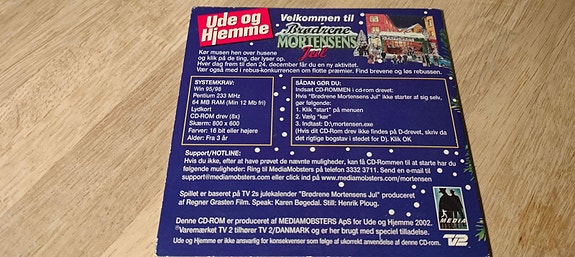 Ude og
Hjemme
Velkommen til
Brødrene
MORTENSENS
Jul
Kør musen hen over husene
og klik på de ting, der lyser op.
Hver dag frem til den 24. december får du en ny aktivitet.
Vær også med i rebus-konkurrencen om flotte præmier. Find brevene og løs rebussen.
SYSTEMKRAV:
Win 95/98
Pentium 233 MHz
64 MB RAM (Min 12 Mb fri)
Lydkort
CD-ROM drev (8x)
Skærm: 800 x 600
Farver: 16 bit eller højere
Alder: Fra 3 år
SÅDAN GØR DU:
Indsæt CD-ROMMEN i cd-rom drevet:
Hvis "Brødrene Mortensens Jul" ikke starter af sig selv,
gør følgende:
1. Klik "start" på menuen
2. Vælg "kør"
3. Indtast: D:\mortensen.exe
(Hvis dit CD-Rom drev ikke findes på D-drevet, skriv da
det rigtige bogstav i stedet for D). Klik OK
Support/HOTLINE:
Hvis du ikke, efter at have prøvet de nævnte muligheder, kan få CD-Rommen til at starte har du
følgende muligheder: Ring til MediaMobsters på telefon 3332 3711. Send en e-mail til
support@mediamobsters.com eller click ind på www.mediamobsters.com/mortensen
Spillet er baseret på TV 2s julekalender "Brødrene Mortensens Jul" produceret af
Regner Grasten Film. Speak: Karen Bøgedal. Still: Henrik Ploug.
Denne CD-ROM er produceret af MEDIAMOBSTERS ApS for Ude og Hjemme 2002.
Varemærket TV 2 tilhører TV 2/DANMARK og er her brugt med speciel tilladelse.
Ude og Hjemme er ikke ansvarlig for konsekvenser som følge af ukorrekt anvendelse af denne cd-rom.
MEDIA
TV2